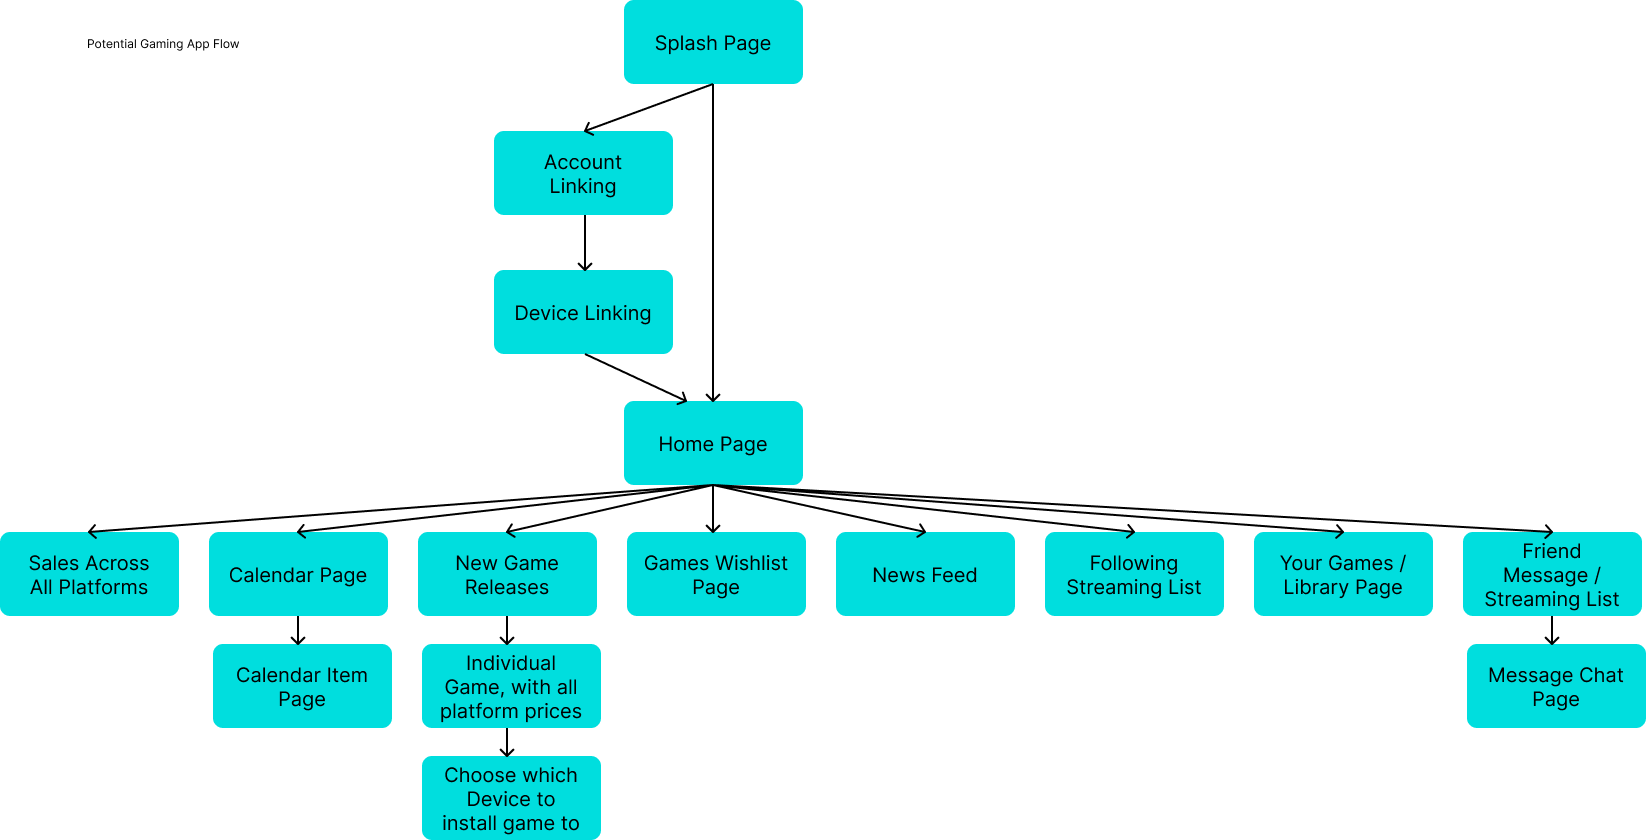 Potential Gaming App Flow
Splash Page
Account
Linking
Device Linking
Home Page
Sales Across
All Platforms
Calendar Page
New Game
Releases
Games Wishlist
Page
News Feed
Following
Streaming List
Your Games /
Library Page
Friend
Message /
Streaming List
Calendar Item
Page
Individual
Game, with all
platform prices
Message Chat
Page
Choose which
Device to
install game to